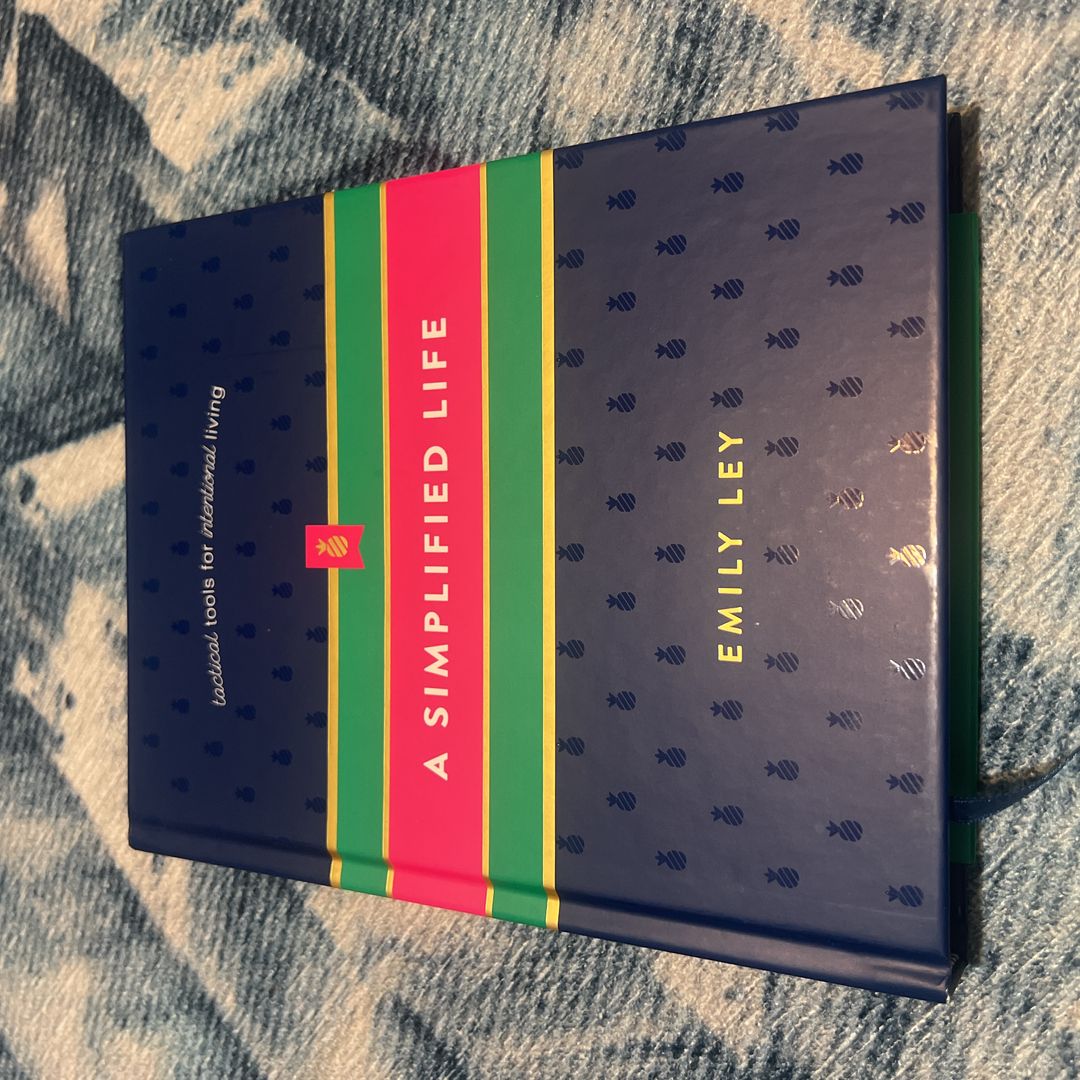 tactical tools for intentional living
A SIMPLIFIED LIFE
EMILY LEY